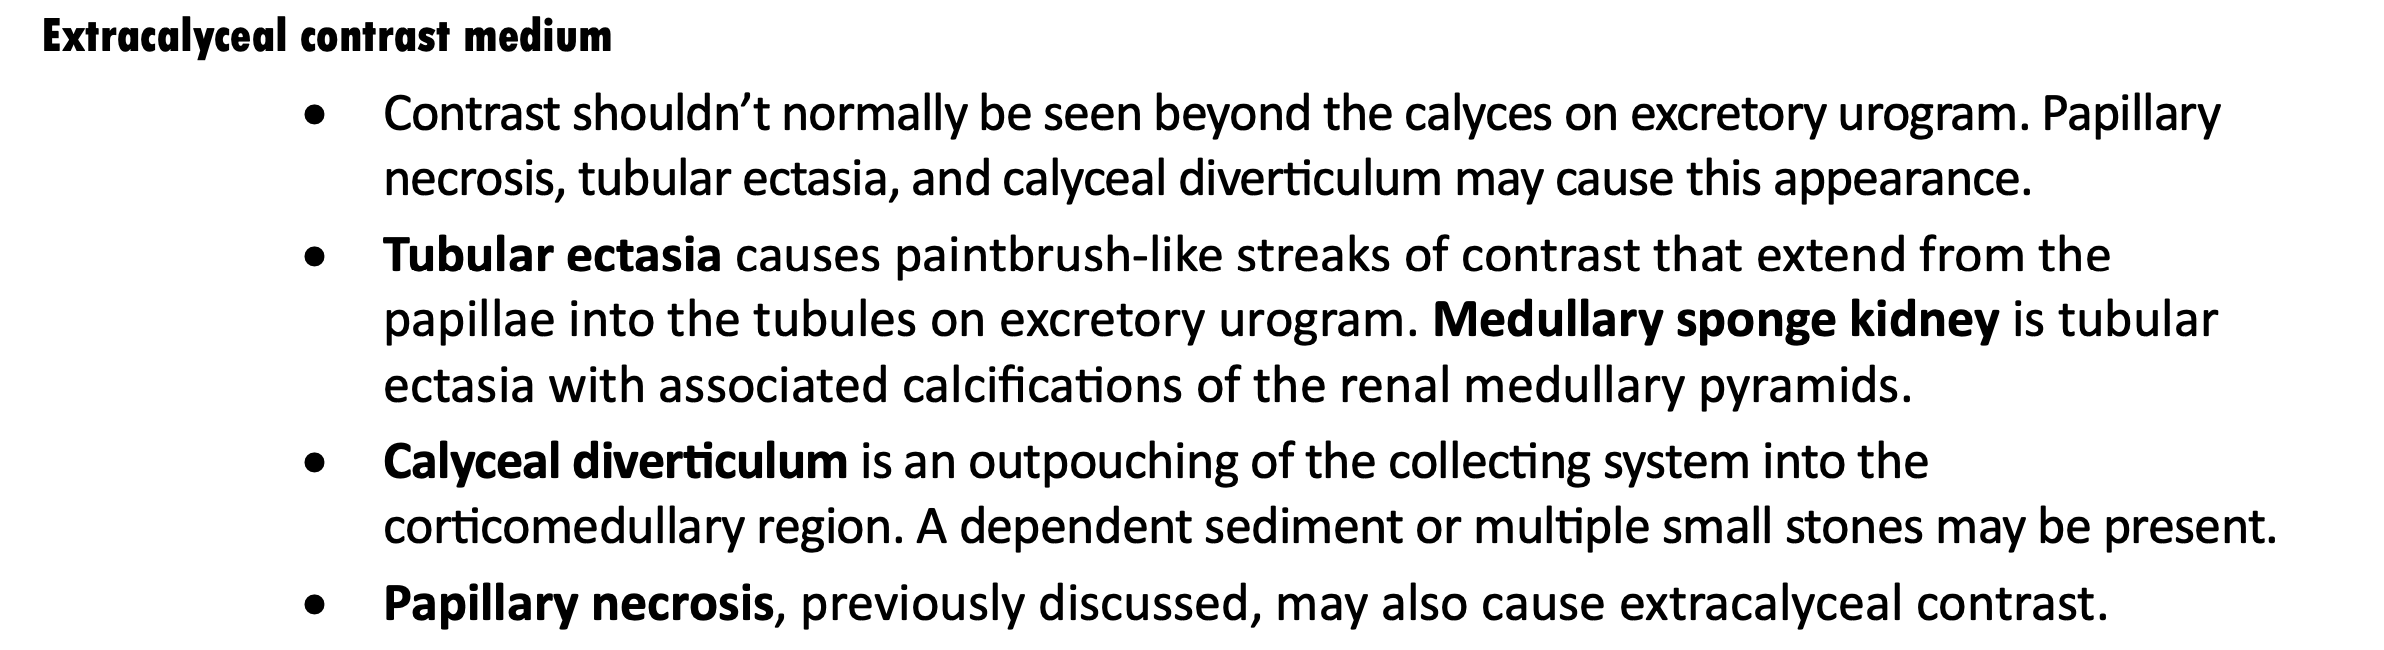 Extracalyceal contrast medium
• Contrast shouldn’t normally be seen beyond the calyces on excretory urogram. Papillary
necrosis, tubular ectasia, and calyceal diverticulum may cause this appearance.
• Tubular ectasia causes paintbrush-like streaks of contrast that extend from the
papillae into the tubules on excretory urogram. Medullary sponge kidney is tubular
ectasia with associated calcifications of the renal medullary pyramids.
• Calyceal diverticulum is an outpouching of the collecting system into the
corticomedullary region. A dependent sediment or multiple small stones may be present.
• Papillary necrosis, previously discussed, may also cause extracalyceal contrast.